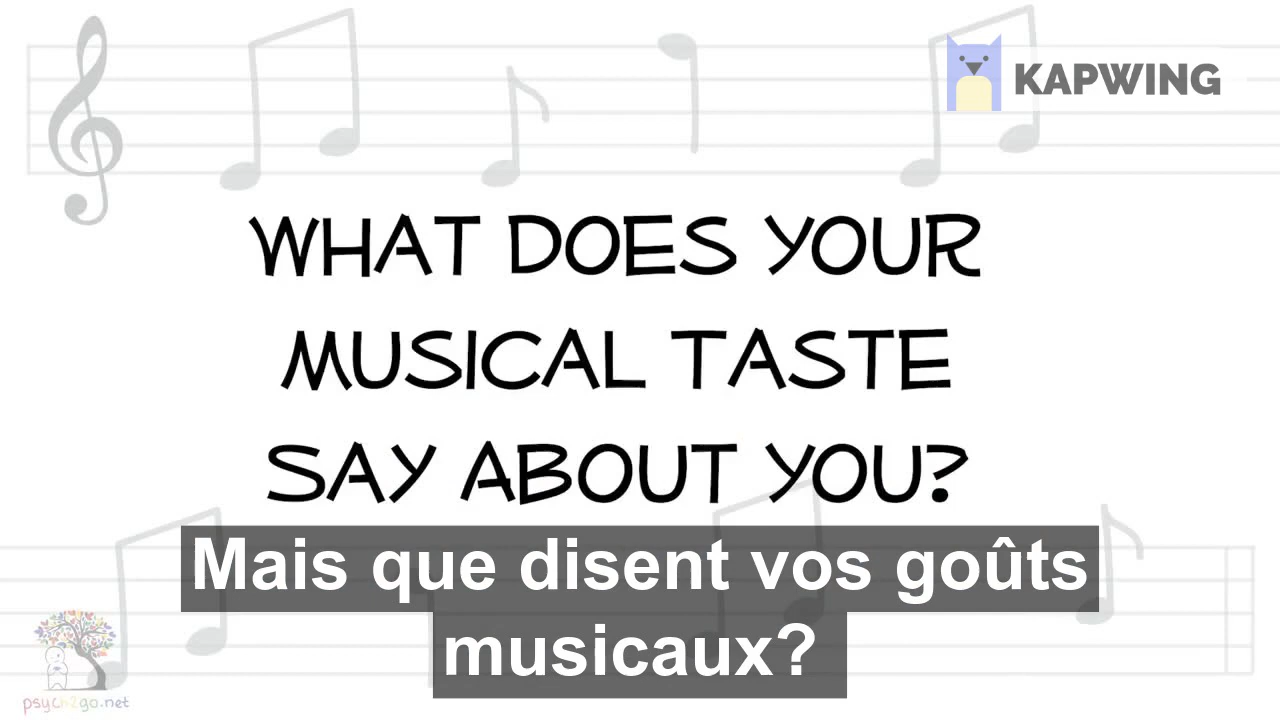 KAPWING
WHAT DOES YOUR
MUSICAL TASTE
SAY ABOUT YOU?
Mais que disent vos goûts
musicaux?
psych2go.net